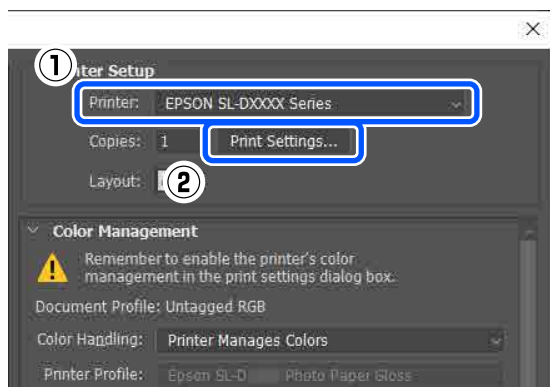 ①
nter Setup
Printer: EPSON SL-DXXXX Series
Copies: 1 Print Settings...
②
Layout:
Color Management
Remember to enable the printer's color
management in the print settings dialog box.
Document Profile: Untagged RGB
Color Handling: Printer Manages Colors
Printer Profile: Epson SL-D Photo Paper Gloss